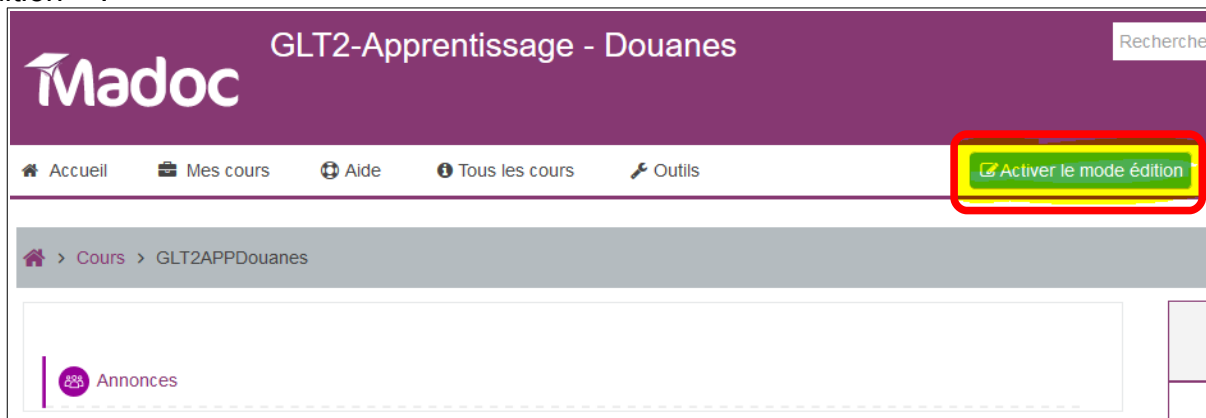 GLT2-Apprentissage - Douanes
Recherche
Madoc
Accueil Mes cours Aide Tous les cours Outils Activer le mode édition
> Cours > GLT2APPDouanes
Annonces